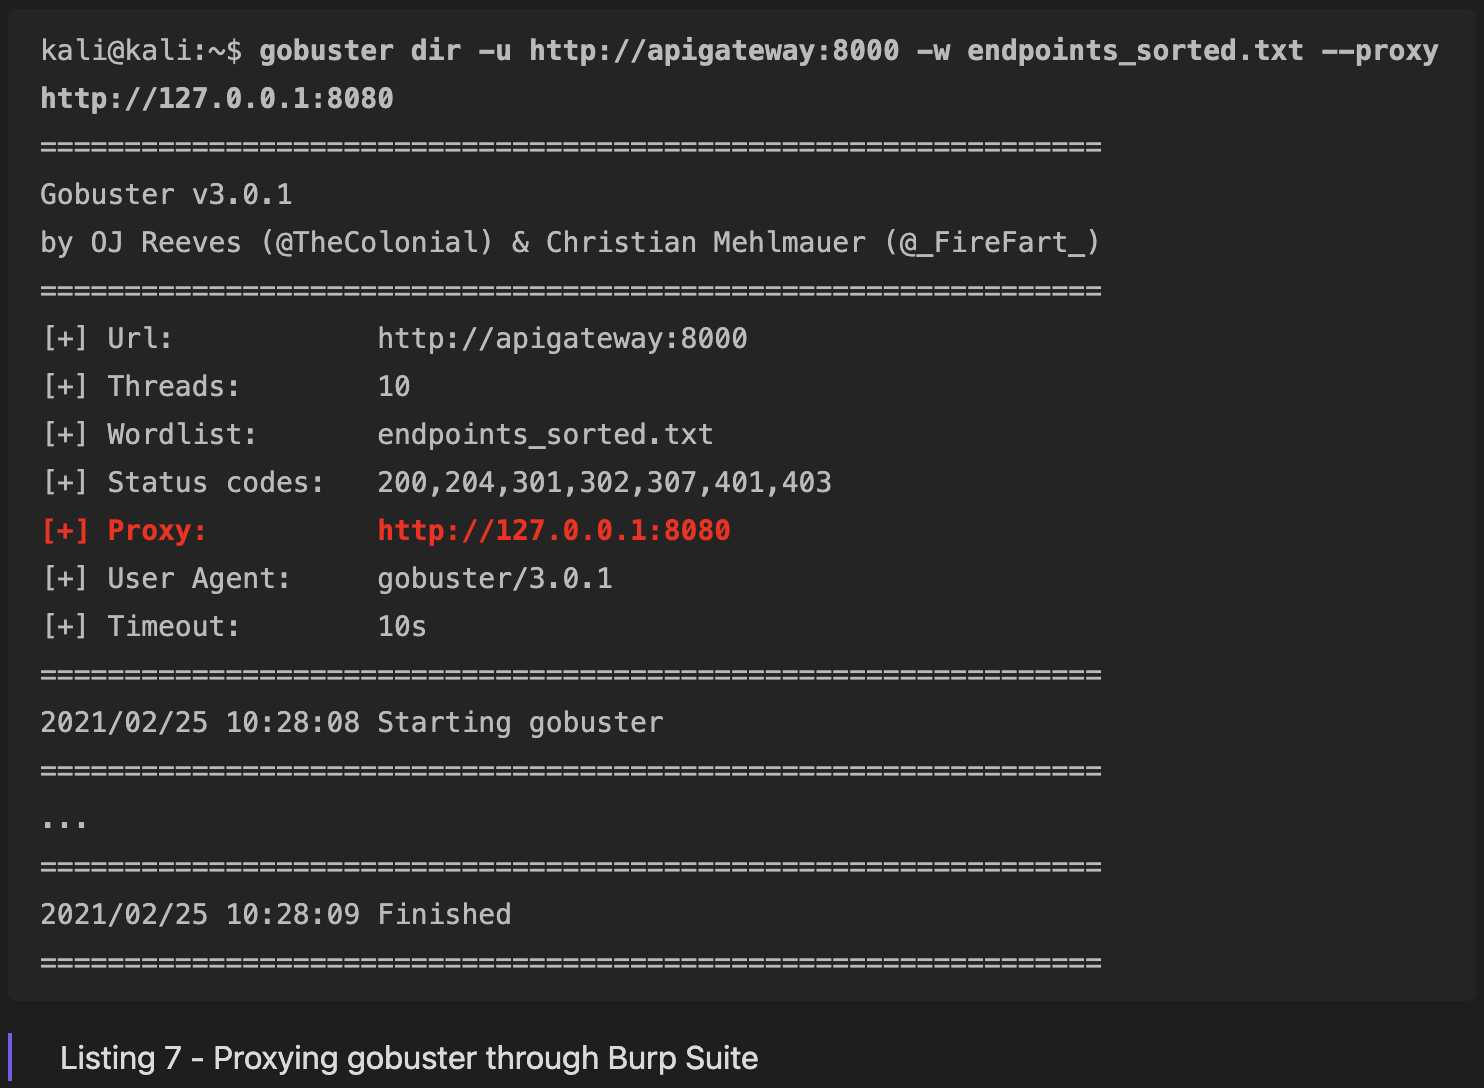 kali@kali:~$ gobuster dir -u http://apigateway:8000 -w endpoints_sorted.txt --proxy
http://127.0.0.1:8080
===============================================================
Gobuster v3.0.1
by OJ Reeves (@TheColonial) & Christian Mehlmauer (@_FireFart_)
===============================================================
[+] Url:            http://apigateway:8000
[+] Threads:        10
[+] Wordlist:       endpoints_sorted.txt
[+] Status codes:   200,204,301,302,307,401,403
[+] Proxy:          http://127.0.0.1:8080
[+] User Agent:     gobuster/3.0.1
[+] Timeout:        10s
===============================================================
2021/02/25 10:28:08 Starting gobuster
===============================================================
...
===============================================================
2021/02/25 10:28:09 Finished
===============================================================
Listing 7 - Proxying gobuster through Burp Suite